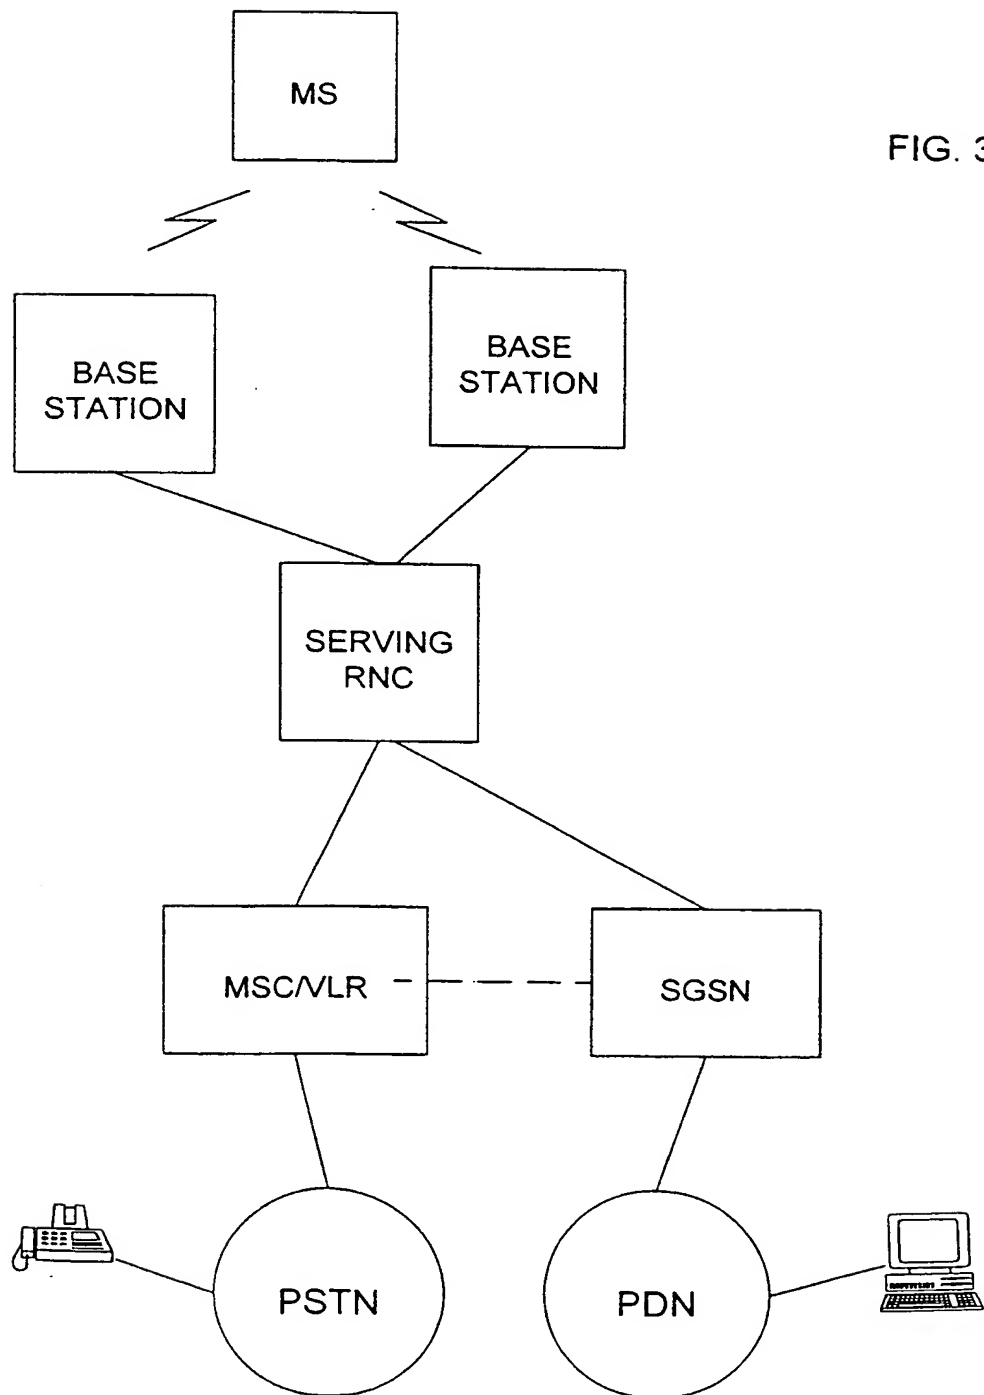 MS
FIG. 3
BASE
STATION
BASE
STATION
SERVING
RNC
MSC/VLR
SGSN
PSTN
PDN